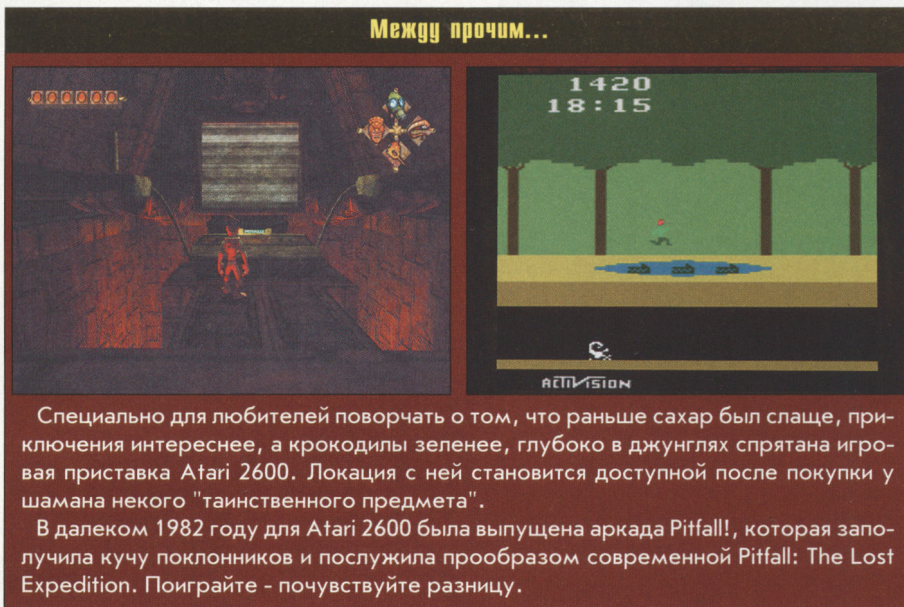 Между прочим...
1420
18:15
ACTIVISION
Специально для любителей поворчать о том, что раньше сахар был слаще, при-
ключения интереснее, а крокодилы зеленее, глубоко в джунглях спрятана игро-
вая приставка Atari 2600. Локация с ней становится доступной после покупки у
шамана некого "таинственного предмета".
В далеком 1982 году для Atari 2600 была выпущена аркада Pitfall!, которая запо-
лучила кучу поклонников и послужила прообразом современной Pitfall: The Lost
Expedition. Поиграйте - почувствуйте разницу.